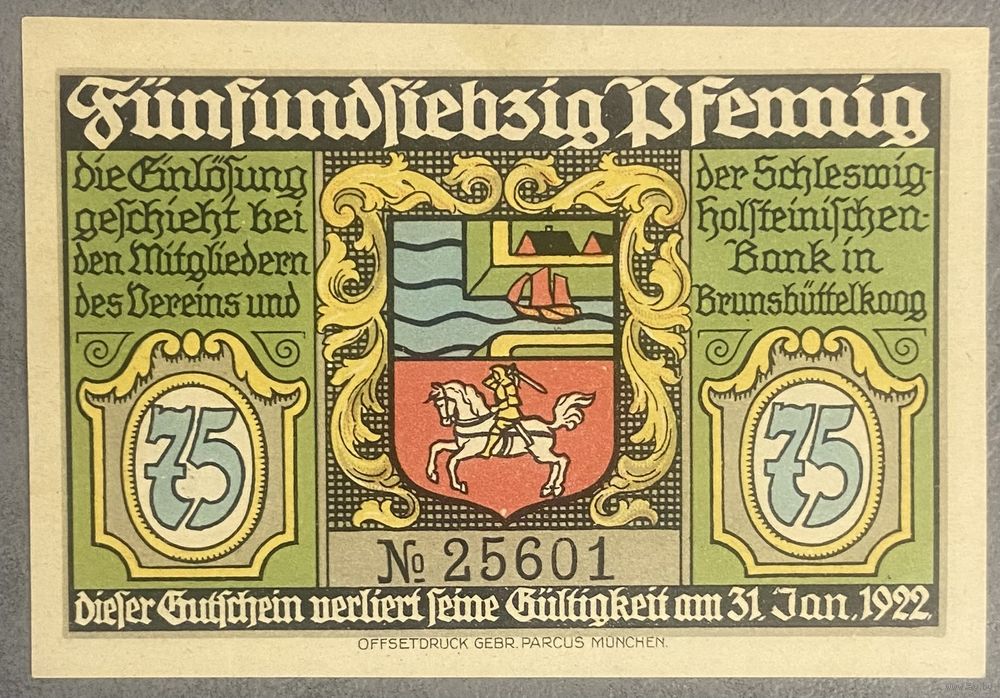 Fünfundsiebzig Pfennig
die Einlösung
geschieht bei
den Mitgliedern
des Vereins und
der Schleswig-
Holsteinischen-
Bank in
Brunsbüttelkoog
75
75
№ 25601
Dieser Gutschein verliert seine Gültigkeit am 31. Jan. 1922
OFFSETDRUCK GEBR. PARCUS MÜNCHEN.